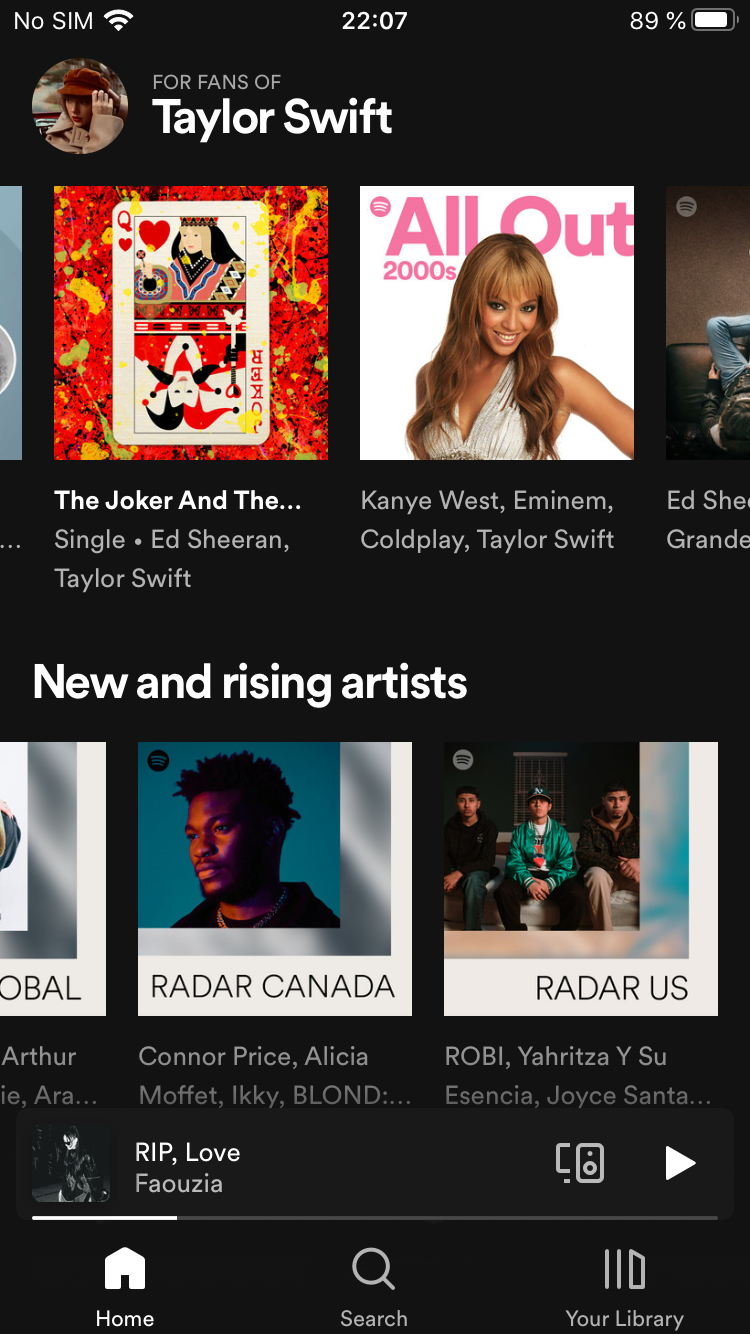 No SIM 22:07 89 %
FOR FANS OF
Taylor Swift
Q
JOKER
All Out
2000s
The Joker And The...
Single • Ed Sheeran,
Taylor Swift
Kanye West, Eminem,
Coldplay, Taylor Swift
Ed Shee
Grande
...
New and rising artists
OBAL
RADAR CANADA
RADAR US
Arthur
ie, Ara...
Connor Price, Alicia
Moffet, Ikky, BLOND:...
ROBI, Yahritza Y Su
Esencia, Joyce Santa...
RIP, Love
Faouzia
Home
Search
Your Library